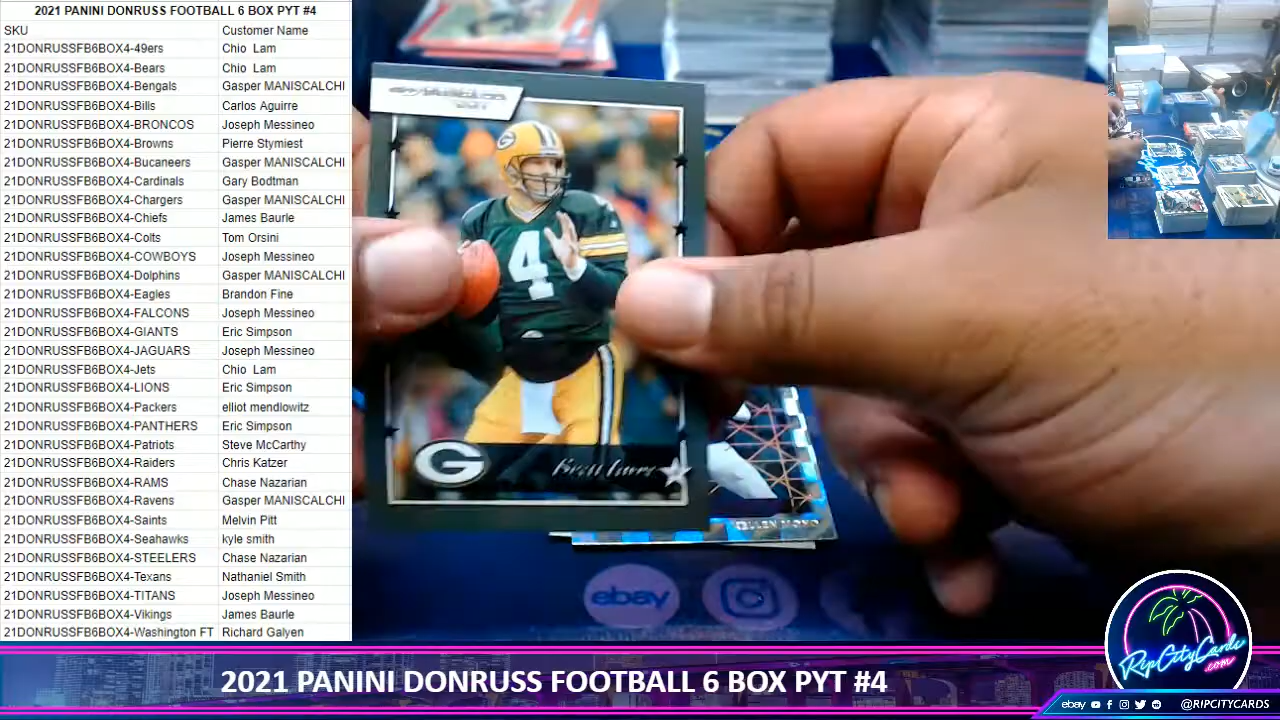 2021 PANINI DONRUSS FOOTBALL 6 BOX PYT #4
SKU Customer Name
21DONRUSSFB6BOX4-49ers Chio Lam
21DONRUSSFB6BOX4-Bears Chio Lam
21DONRUSSFB6BOX4-Bengals Gasper MANISCALCHI
21DONRUSSFB6BOX4-Bills Carlos Aguirre
21DONRUSSFB6BOX4-BRONCOS Joseph Messineo
21DONRUSSFB6BOX4-Browns Pierre Stymiest
21DONRUSSFB6BOX4-Bucaneers Gasper MANISCALCHI
21DONRUSSFB6BOX4-Cardinals Gary Bodtman
21DONRUSSFB6BOX4-Chargers Gasper MANISCALCHI
21DONRUSSFB6BOX4-Chiefs James Baurle
21DONRUSSFB6BOX4-Colts Tom Orsini
21DONRUSSFB6BOX4-COWBOYS Joseph Messineo
21DONRUSSFB6BOX4-Dolphins Gasper MANISCALCHI
21DONRUSSFB6BOX4-Eagles Brandon Fine
21DONRUSSFB6BOX4-FALCONS Joseph Messineo
21DONRUSSFB6BOX4-GIANTS Eric Simpson
21DONRUSSFB6BOX4-JAGUARS Joseph Messineo
21DONRUSSFB6BOX4-Jets Chio Lam
21DONRUSSFB6BOX4-LIONS Eric Simpson
21DONRUSSFB6BOX4-Packers elliot mendlowitz
21DONRUSSFB6BOX4-PANTHERS Eric Simpson
21DONRUSSFB6BOX4-Patriots Steve McCarthy
21DONRUSSFB6BOX4-Raiders Chris Katzer
21DONRUSSFB6BOX4-RAMS Chase Nazarian
21DONRUSSFB6BOX4-Ravens Gasper MANISCALCHI
21DONRUSSFB6BOX4-Saints Melvin Pitt
21DONRUSSFB6BOX4-Seahawks kyle smith
21DONRUSSFB6BOX4-STEELERS Chase Nazarian
21DONRUSSFB6BOX4-Texans Nathaniel Smith
21DONRUSSFB6BOX4-TITANS Joseph Messineo
21DONRUSSFB6BOX4-Vikings James Baurle
21DONRUSSFB6BOX4-Washington FT Richard Galyen
4
G
Brett Favre
ebay
2021 PANINI DONRUSS FOOTBALL 6 BOX PYT #4
RipCityCards
.com
ebay @RIPCITYCARDS